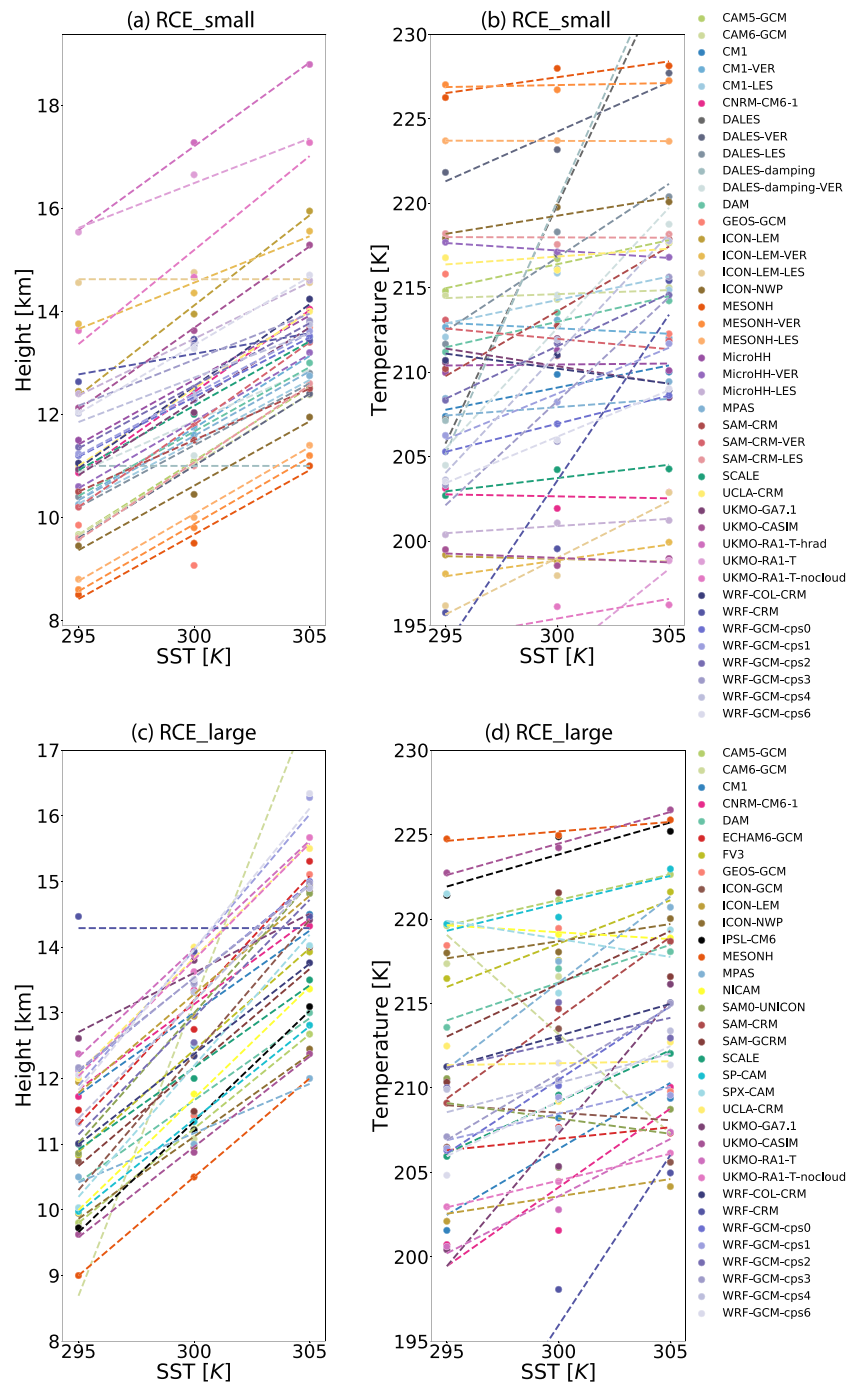 (a) RCE_small
(b) RCE_small
Height [km]
18
16
14
12
10
8
295
300
305
SST [K]
Temperature [K]
230
225
220
215
210
205
200
195
295
300
305
SST [K]
CAM5-GCM
CAM6-GCM
CM1
CM1-VER
CM1-LES
CNRM-CM6-1
DALES
DALES-VER
DALES-LES
DALES-damping
DALES-damping-VER
DAM
GEOS-GCM
ICON-LEM
ICON-LEM-VER
ICON-LEM-LES
ICON-NWP
MESONH
MESONH-VER
MESONH-LES
MicroHH
MicroHH-VER
MicroHH-LES
MPAS
SAM-CRM
SAM-CRM-VER
SAM-CRM-LES
SCALE
UCLA-CRM
UKMO-GA7.1
UKMO-CASIM
UKMO-RA1-T-hrad
UKMO-RA1-T
UKMO-RA1-T-nocloud
WRF-COL-CRM
WRF-CRM
WRF-GCM-cps0
WRF-GCM-cps1
WRF-GCM-cps2
WRF-GCM-cps3
WRF-GCM-cps4
WRF-GCM-cps6
(c) RCE_large
(d) RCE_large
Height [km]
17
16
15
14
13
12
11
10
9
8
295
300
305
SST [K]
Temperature [K]
230
225
220
215
210
205
200
195
295
300
305
SST [K]
CAM5-GCM
CAM6-GCM
CM1
CNRM-CM6-1
DAM
ECHAM6-GCM
FV3
GEOS-GCM
ICON-GCM
ICON-LEM
ICON-NWP
IPSL-CM6
MESONH
MPAS
NICAM
SAM0-UNICON
SAM-CRM
SAM-GCRM
SCALE
SP-CAM
SPX-CAM
UCLA-CRM
UKMO-GA7.1
UKMO-CASIM
UKMO-RA1-T
UKMO-RA1-T-nocloud
WRF-COL-CRM
WRF-CRM
WRF-GCM-cps0
WRF-GCM-cps1
WRF-GCM-cps2
WRF-GCM-cps3
WRF-GCM-cps4
WRF-GCM-cps6